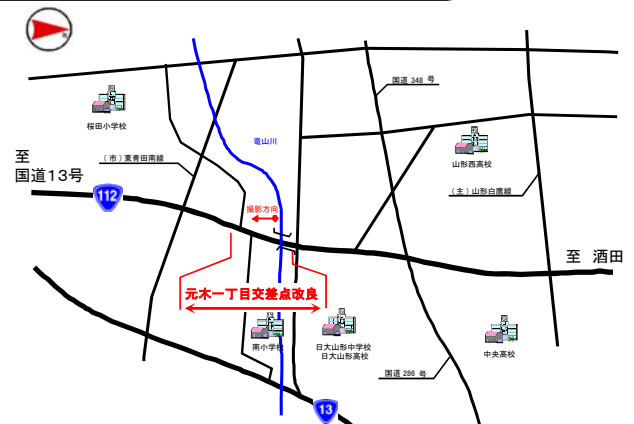 国道 348 号
桜田小学校
竜山川
至
国道13号
(市)東青田南線
山形西高校
(主)山形白鷹線
112
撮影方向
至 酒田
元木一丁目交差点改良
南小学校
日大山形中学校
日大山形高校
中央高校
国道 286 号
13